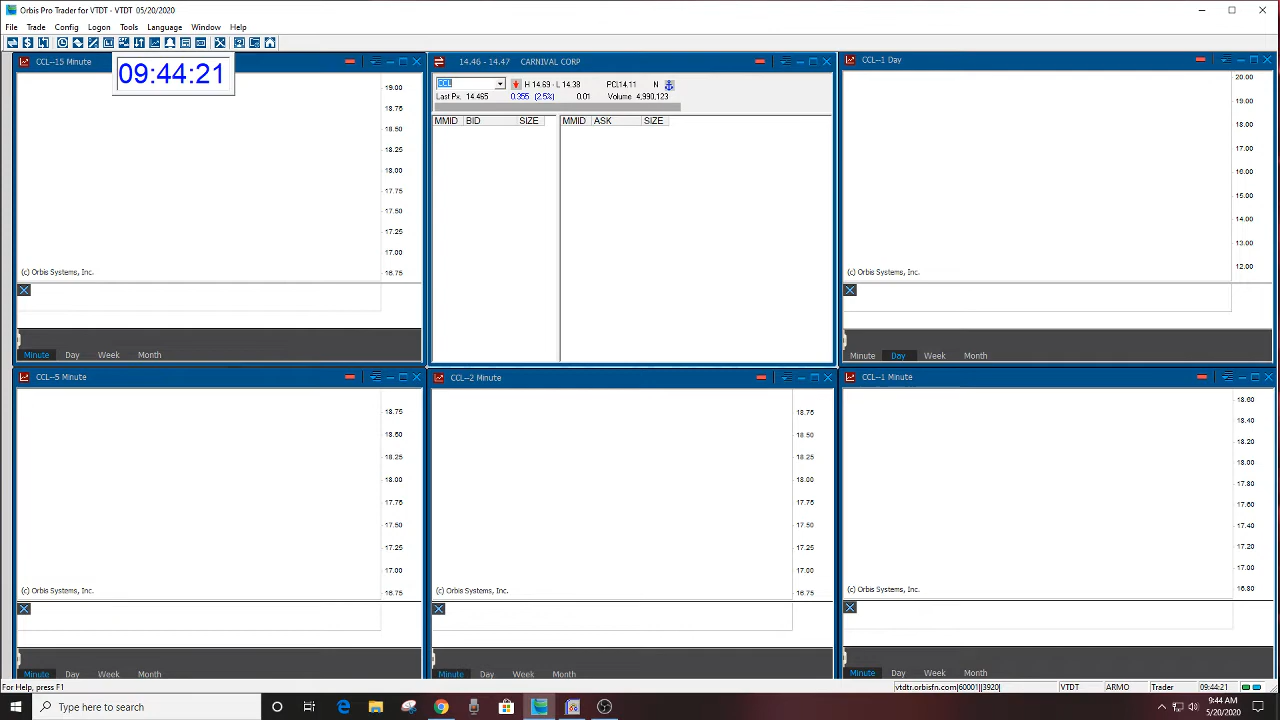 Orbis Pro Trader for VTDT - VTDT 05/20/2020
File Trade Config Logon Tools Language Window Help
CCL--15 Minute
09:44:21
19.00
18.75
18.50
18.25
18.00
17.75
17.50
17.25
17.00
16.75
(c) Orbis Systems, Inc.
Minute Day Week Month
14.46 - 14.47 CARNIVAL CORP
CCL H 14.69 - L 14.38 PCL14.11 N
Last Px. 14.465 0.355 (2.5%) 0.01 Volume 4,990,123
MMID BID SIZE MMID ASK SIZE
CCL--1 Day
20.00
19.00
18.00
17.00
16.00
15.00
14.00
13.00
12.00
(c) Orbis Systems, Inc.
Minute Day Week Month
CCL--5 Minute
18.75
18.50
18.25
18.00
17.75
17.50
17.25
17.00
16.75
(c) Orbis Systems, Inc.
Minute Day Week Month
CCL--2 Minute
18.75
18.50
18.25
18.00
17.75
17.50
17.25
17.00
16.75
(c) Orbis Systems, Inc.
Minute Day Week Month
CCL--1 Minute
18.60
18.40
18.20
18.00
17.80
17.60
17.40
17.20
17.00
16.80
(c) Orbis Systems, Inc.
Minute Day Week Month
For Help, press F1 vtdtr.orbisfn.com|60001||3920| VTDT ARMO Trader 09:44:21
Type here to search
9:44 AM
5/20/2020